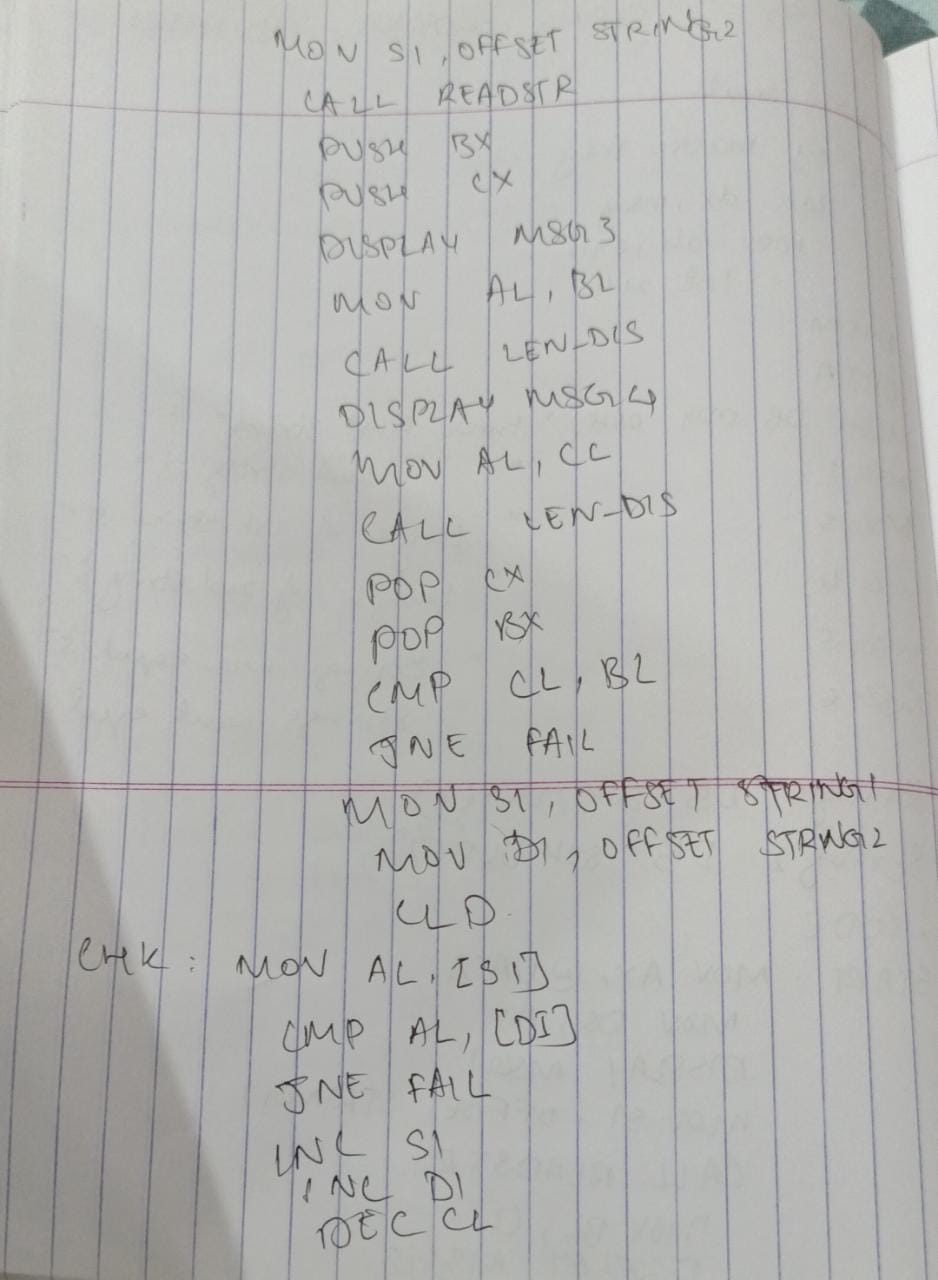 MOV SI, OFFSET STRING2
CALL READSTR
PUSH BX
PUSH CX
DISPLAY MSG3
MOV AL, BL
CALL LEN-DIS
DISPLAY MSG4
MOV AL, CL
CALL LEN-DIS
POP CX
POP BX
CMP CL, BL
JNE FAIL
MOV SI, OFFSET STRING1
MOV DI, OFFSET STRING2
CLD
CHK: MOV AL, [SI]
CMP AL, [DI]
JNE FAIL
INC SI
INC DI
DEC CL